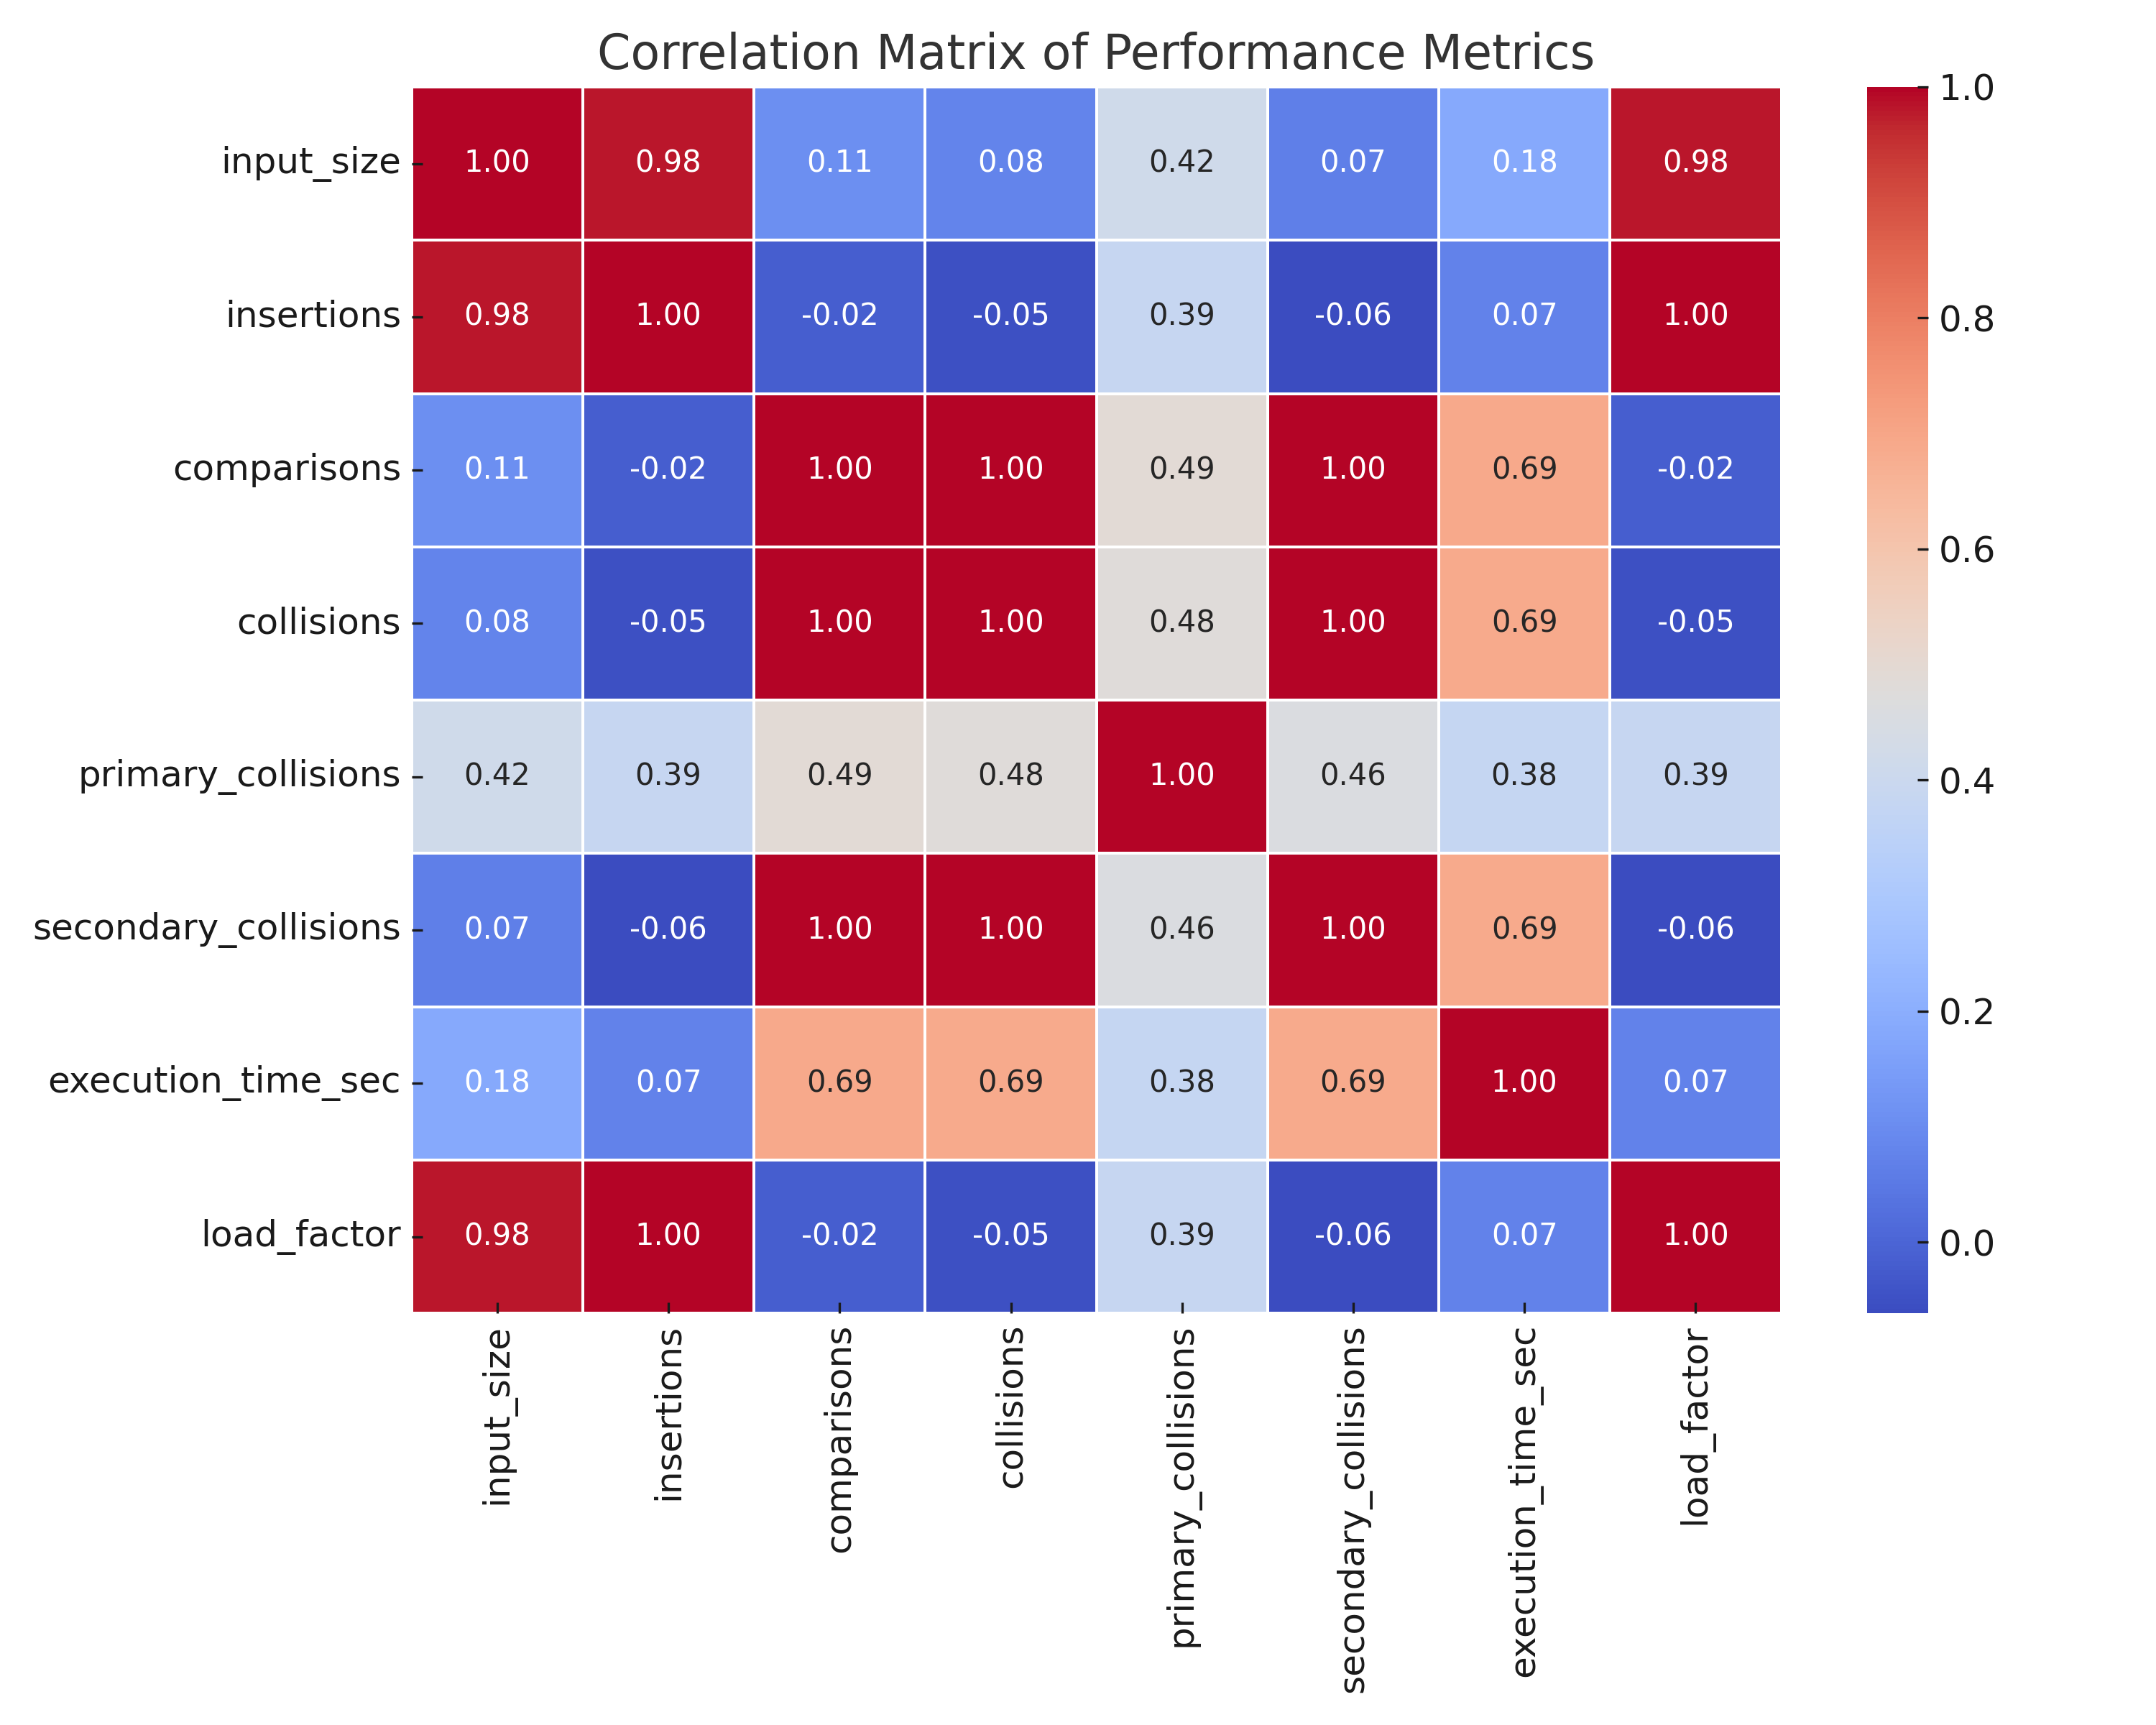 Correlation Matrix of Performance Metrics
input_size 1.00 0.98 0.11 0.08 0.42 0.07 0.18 0.98
insertions 0.98 1.00 -0.02 -0.05 0.39 -0.06 0.07 1.00
comparisons 0.11 -0.02 1.00 1.00 0.49 1.00 0.69 -0.02
collisions 0.08 -0.05 1.00 1.00 0.48 1.00 0.69 -0.05
primary_collisions 0.42 0.39 0.49 0.48 1.00 0.46 0.38 0.39
secondary_collisions 0.07 -0.06 1.00 1.00 0.46 1.00 0.69 -0.06
execution_time_sec 0.18 0.07 0.69 0.69 0.38 0.69 1.00 0.07
load_factor 0.98 1.00 -0.02 -0.05 0.39 -0.06 0.07 1.00
input_size
insertions
comparisons
collisions
primary_collisions
secondary_collisions
execution_time_sec
load_factor
1.0
0.8
0.6
0.4
0.2
0.0